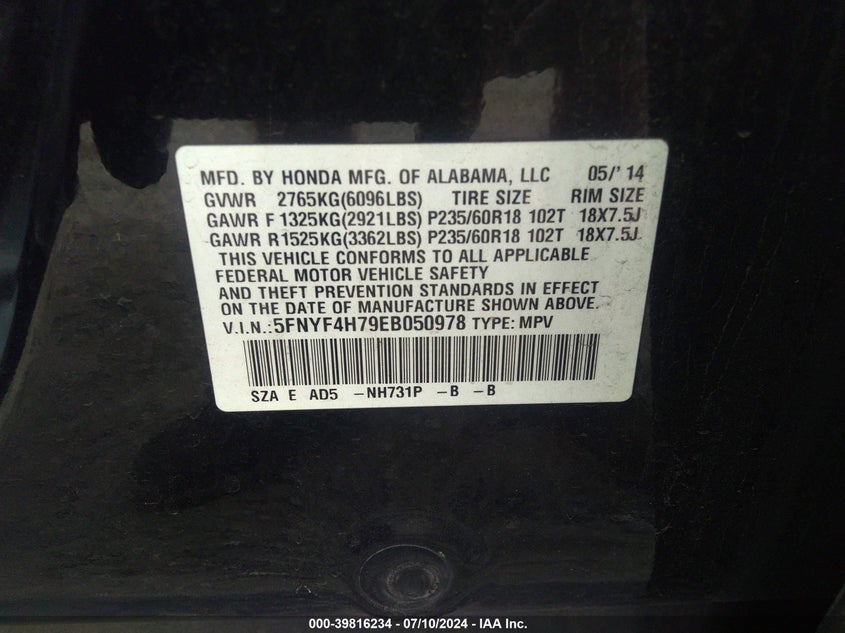 MFD. BY HONDA MFG. OF ALABAMA, LLC 05/'14
GVWR 2765KG(6096LBS) TIRE SIZE RIM SIZE
GAWR F 1325KG(2921LBS) P235/60R18 102T 18X7.5J
GAWR R1525KG(3362LBS) P235/60R18 102T 18X7.5J
THIS VEHICLE CONFORMS TO ALL APPLICABLE
FEDERAL MOTOR VEHICLE SAFETY
AND THEFT PREVENTION STANDARDS IN EFFECT
ON THE DATE OF MANUFACTURE SHOWN ABOVE.
V.I.N.:5FNYF4H79EB050978 TYPE: MPV
SZA E AD5 -NH731P -B -B
000-39816234 - 07/10/2024 - IAA Inc.